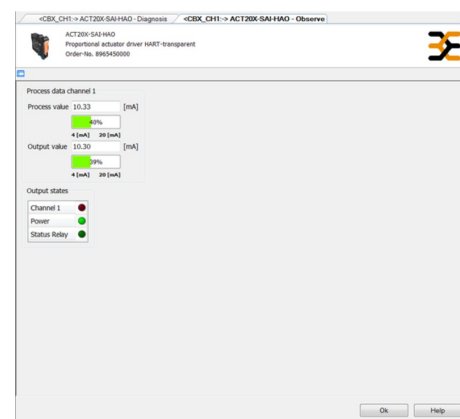 <CBX_CH1:-> ACT20X-SAI-HAO - Diagnosis
<CBX_CH1:-> ACT20X-SAI-HAO - Observe
ACT20X-SAI-HAO
Proportional actuator driver HART-transparent
Order-No. 8965450000
Process data channel 1
Process value 10.33 [mA]
40%
4 [mA] 20 [mA]
Output value 10.30 [mA]
39%
4 [mA] 20 [mA]
Output states
Channel 1
Power
Status Relay
Ok Help